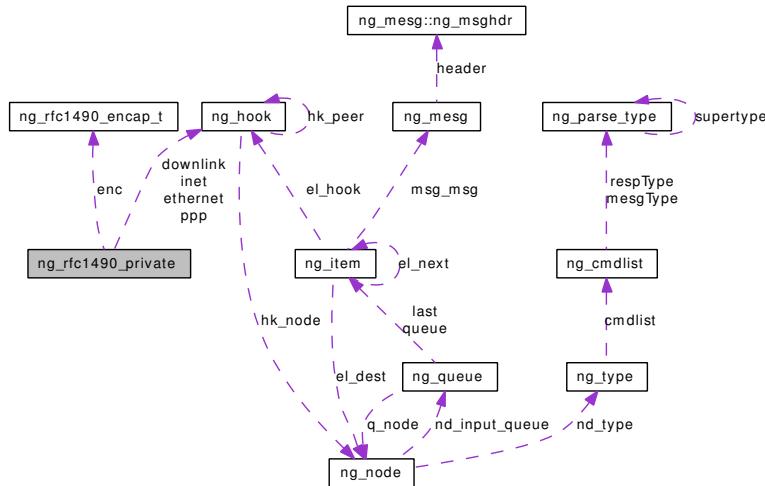 ng_mesg::ng_msghdr
header
ng_rfc1490_encap_t
ng_hook
hk_peer
ng_mesg
ng_parse_type
supertype
enc
downlink
inet
ethernet
ppp
el_hook
msg_msg
respType
mesgType
ng_rfc1490_private
ng_item
el_next
ng_cmdlist
hk_node
last
queue
cmdlist
el_dest
ng_queue
ng_type
q_node
nd_input_queue
nd_type
ng_node